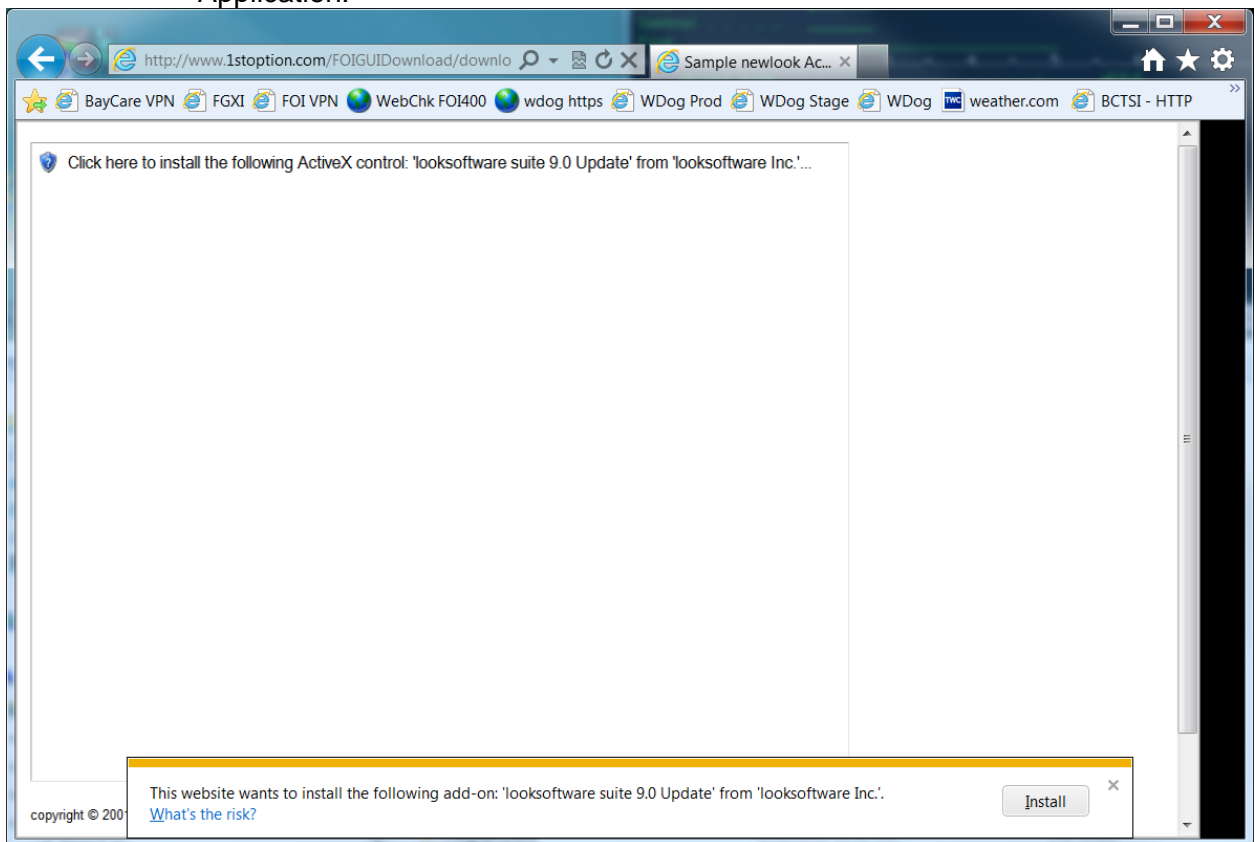 Application.
http://www.1stoption.com/FOIGUIDownload/downlo
Sample newlook Ac...
BayCare VPN FGXI FOI VPN WebChk FOI400 wdog https WDog Prod WDog Stage WDog TWC weather.com BCTSI - HTTP
Click here to install the following ActiveX control: 'looksoftware suite 9.0 Update' from 'looksoftware Inc.'...
This website wants to install the following add-on: 'looksoftware suite 9.0 Update' from 'looksoftware Inc.'.
What's the risk?
Install
copyright © 200